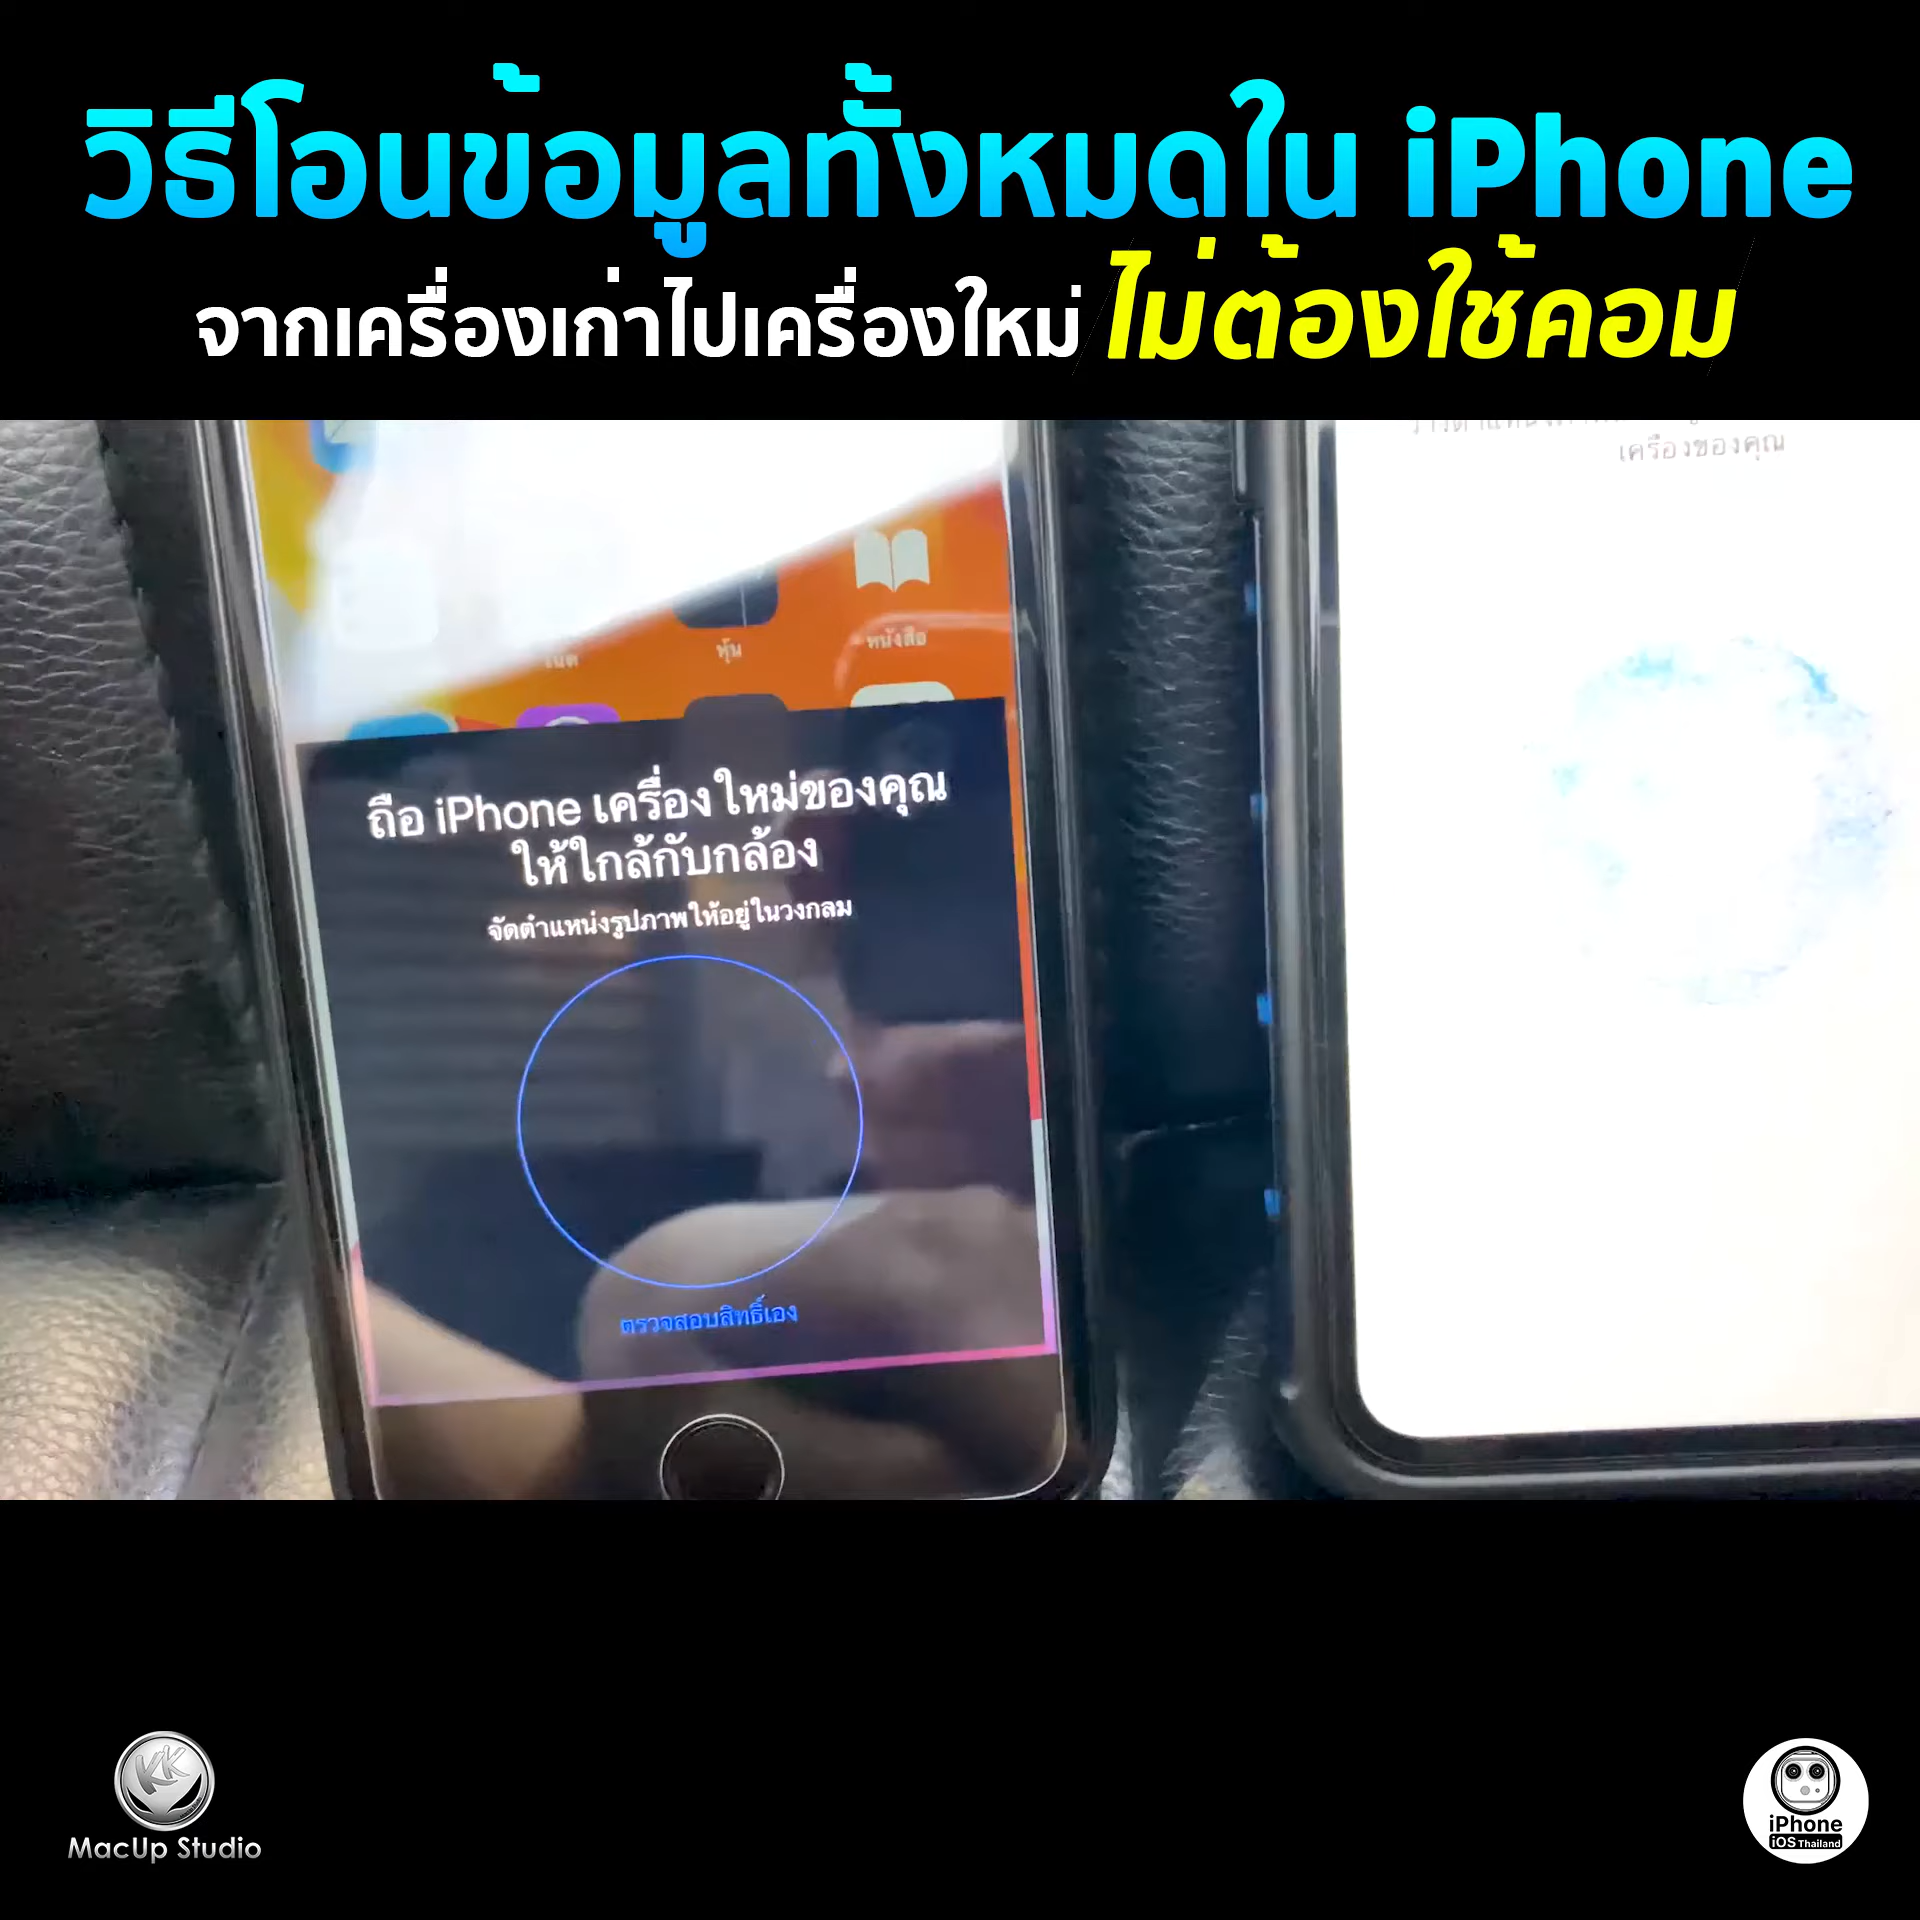 วิธีโอนข้อมูลทั้งหมดใน iPhone
จากเครื่องเก่าไปเครื่องใหม่ ไม่ต้องใช้คอม
เครื่องของคุณ
หุ้น
หนังสือ
ถือ iPhone เครื่องใหม่ของคุณ
ให้ใกล้กับกล้อง
จัดตำแหน่งรูปภาพให้อยู่ในวงกลม
ตรวจสอบสิทธิ์เอง
KK
MacUp Studio
iPhone
iOS Thailand